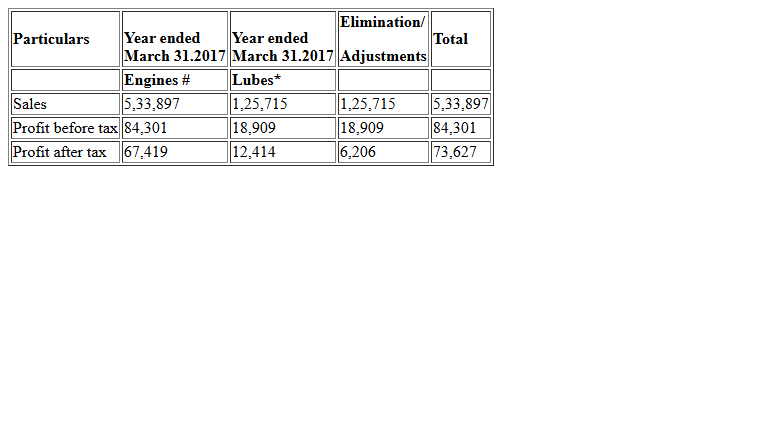 Particulars Year ended March 31.2017 Year ended March 31.2017 Elimination/ Adjustments Total
Engines # Lubes*
Sales 5,33,897 1,25,715 1,25,715 5,33,897
Profit before tax 84,301 18,909 18,909 84,301
Profit after tax 67,419 12,414 6,206 73,627